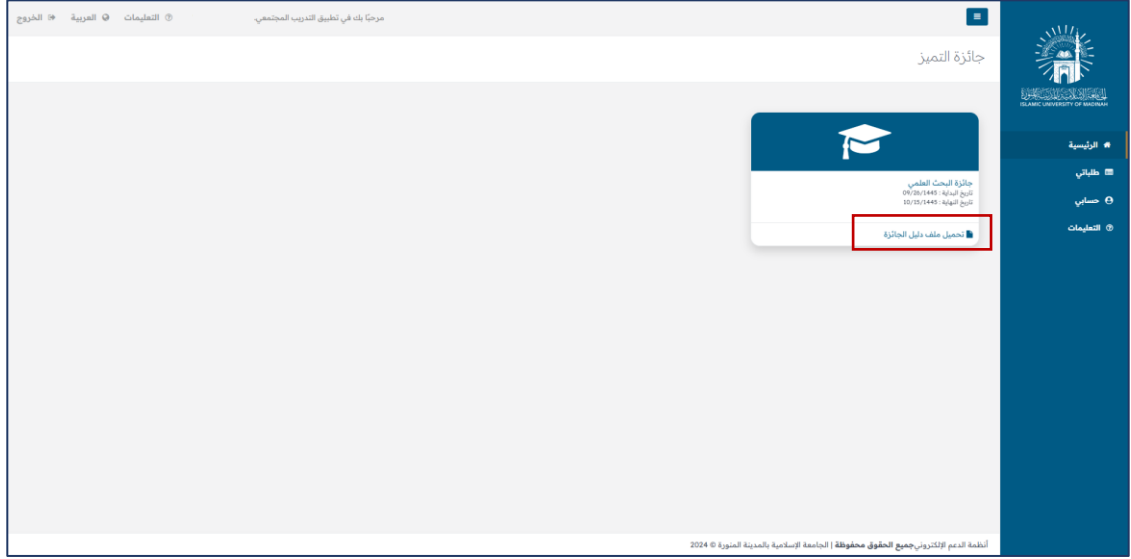 مرحبًا بك في تطبيق التدريب المجتمعي.
التعليمات
العربية
الخروج
جائزة التميز
ISLAMIC UNIVERSITY OF MADINAH
الرئيسية
طلباتي
حسابي
التعليمات
جائزة البحث العلمي
تاريخ البداية : 09/26/1445
تاريخ النهاية : 10/15/1445
تحميل ملف دليل الجائزة
أنظمة الدعم الإلكتروني جميع الحقوق محفوظة | الجامعة الإسلامية بالمدينة المنورة © 2024